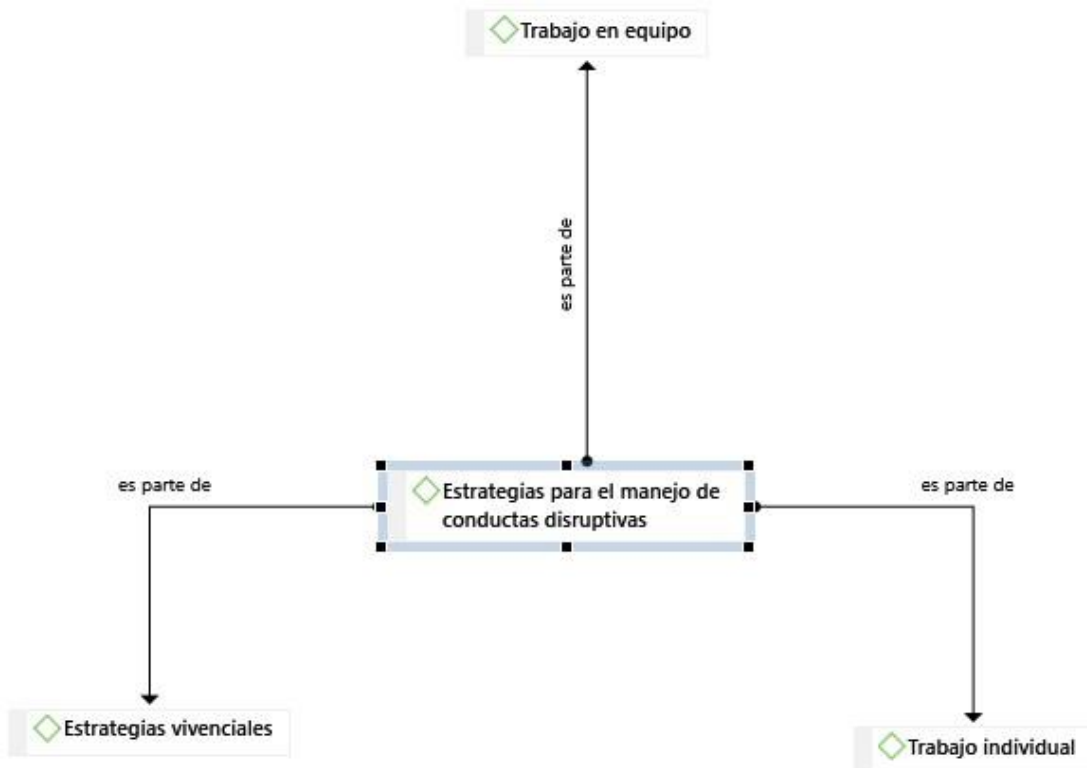 Trabajo en equipo
es parte de
es parte de
Estrategias para el manejo de
conductas disruptivas
es parte de
Estrategias vivenciales
Trabajo individual